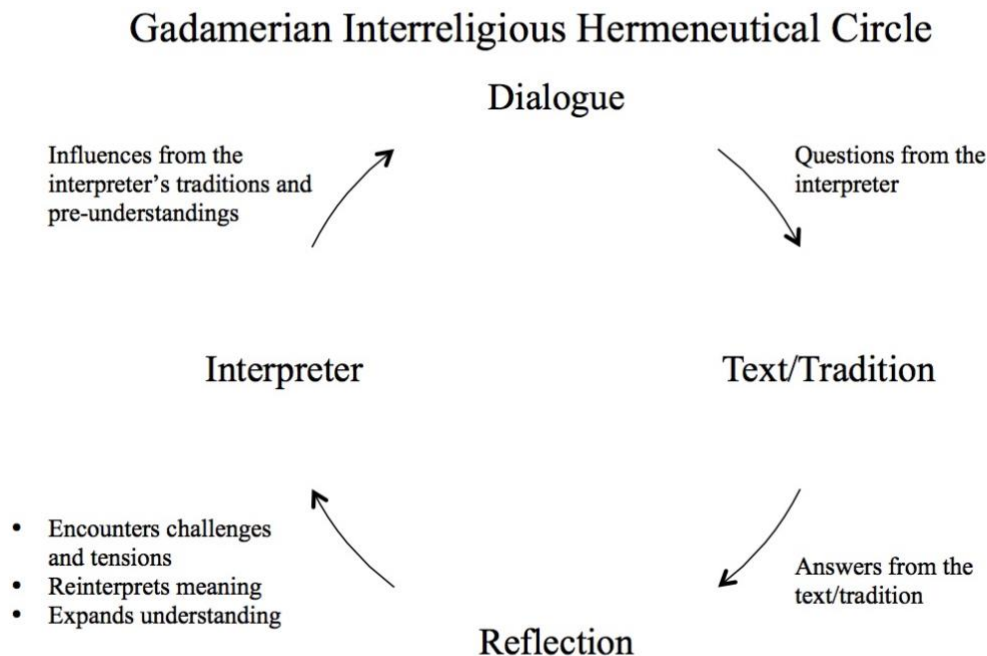 Gadamerian Interreligious Hermeneutical Circle
Dialogue
Influences from the
interpreter’s traditions and
pre-understandings
Questions from the
interpreter
Interpreter
Text/Tradition
• Encounters challenges
and tensions
• Reinterprets meaning
• Expands understanding
Answers from the
text/tradition
Reflection